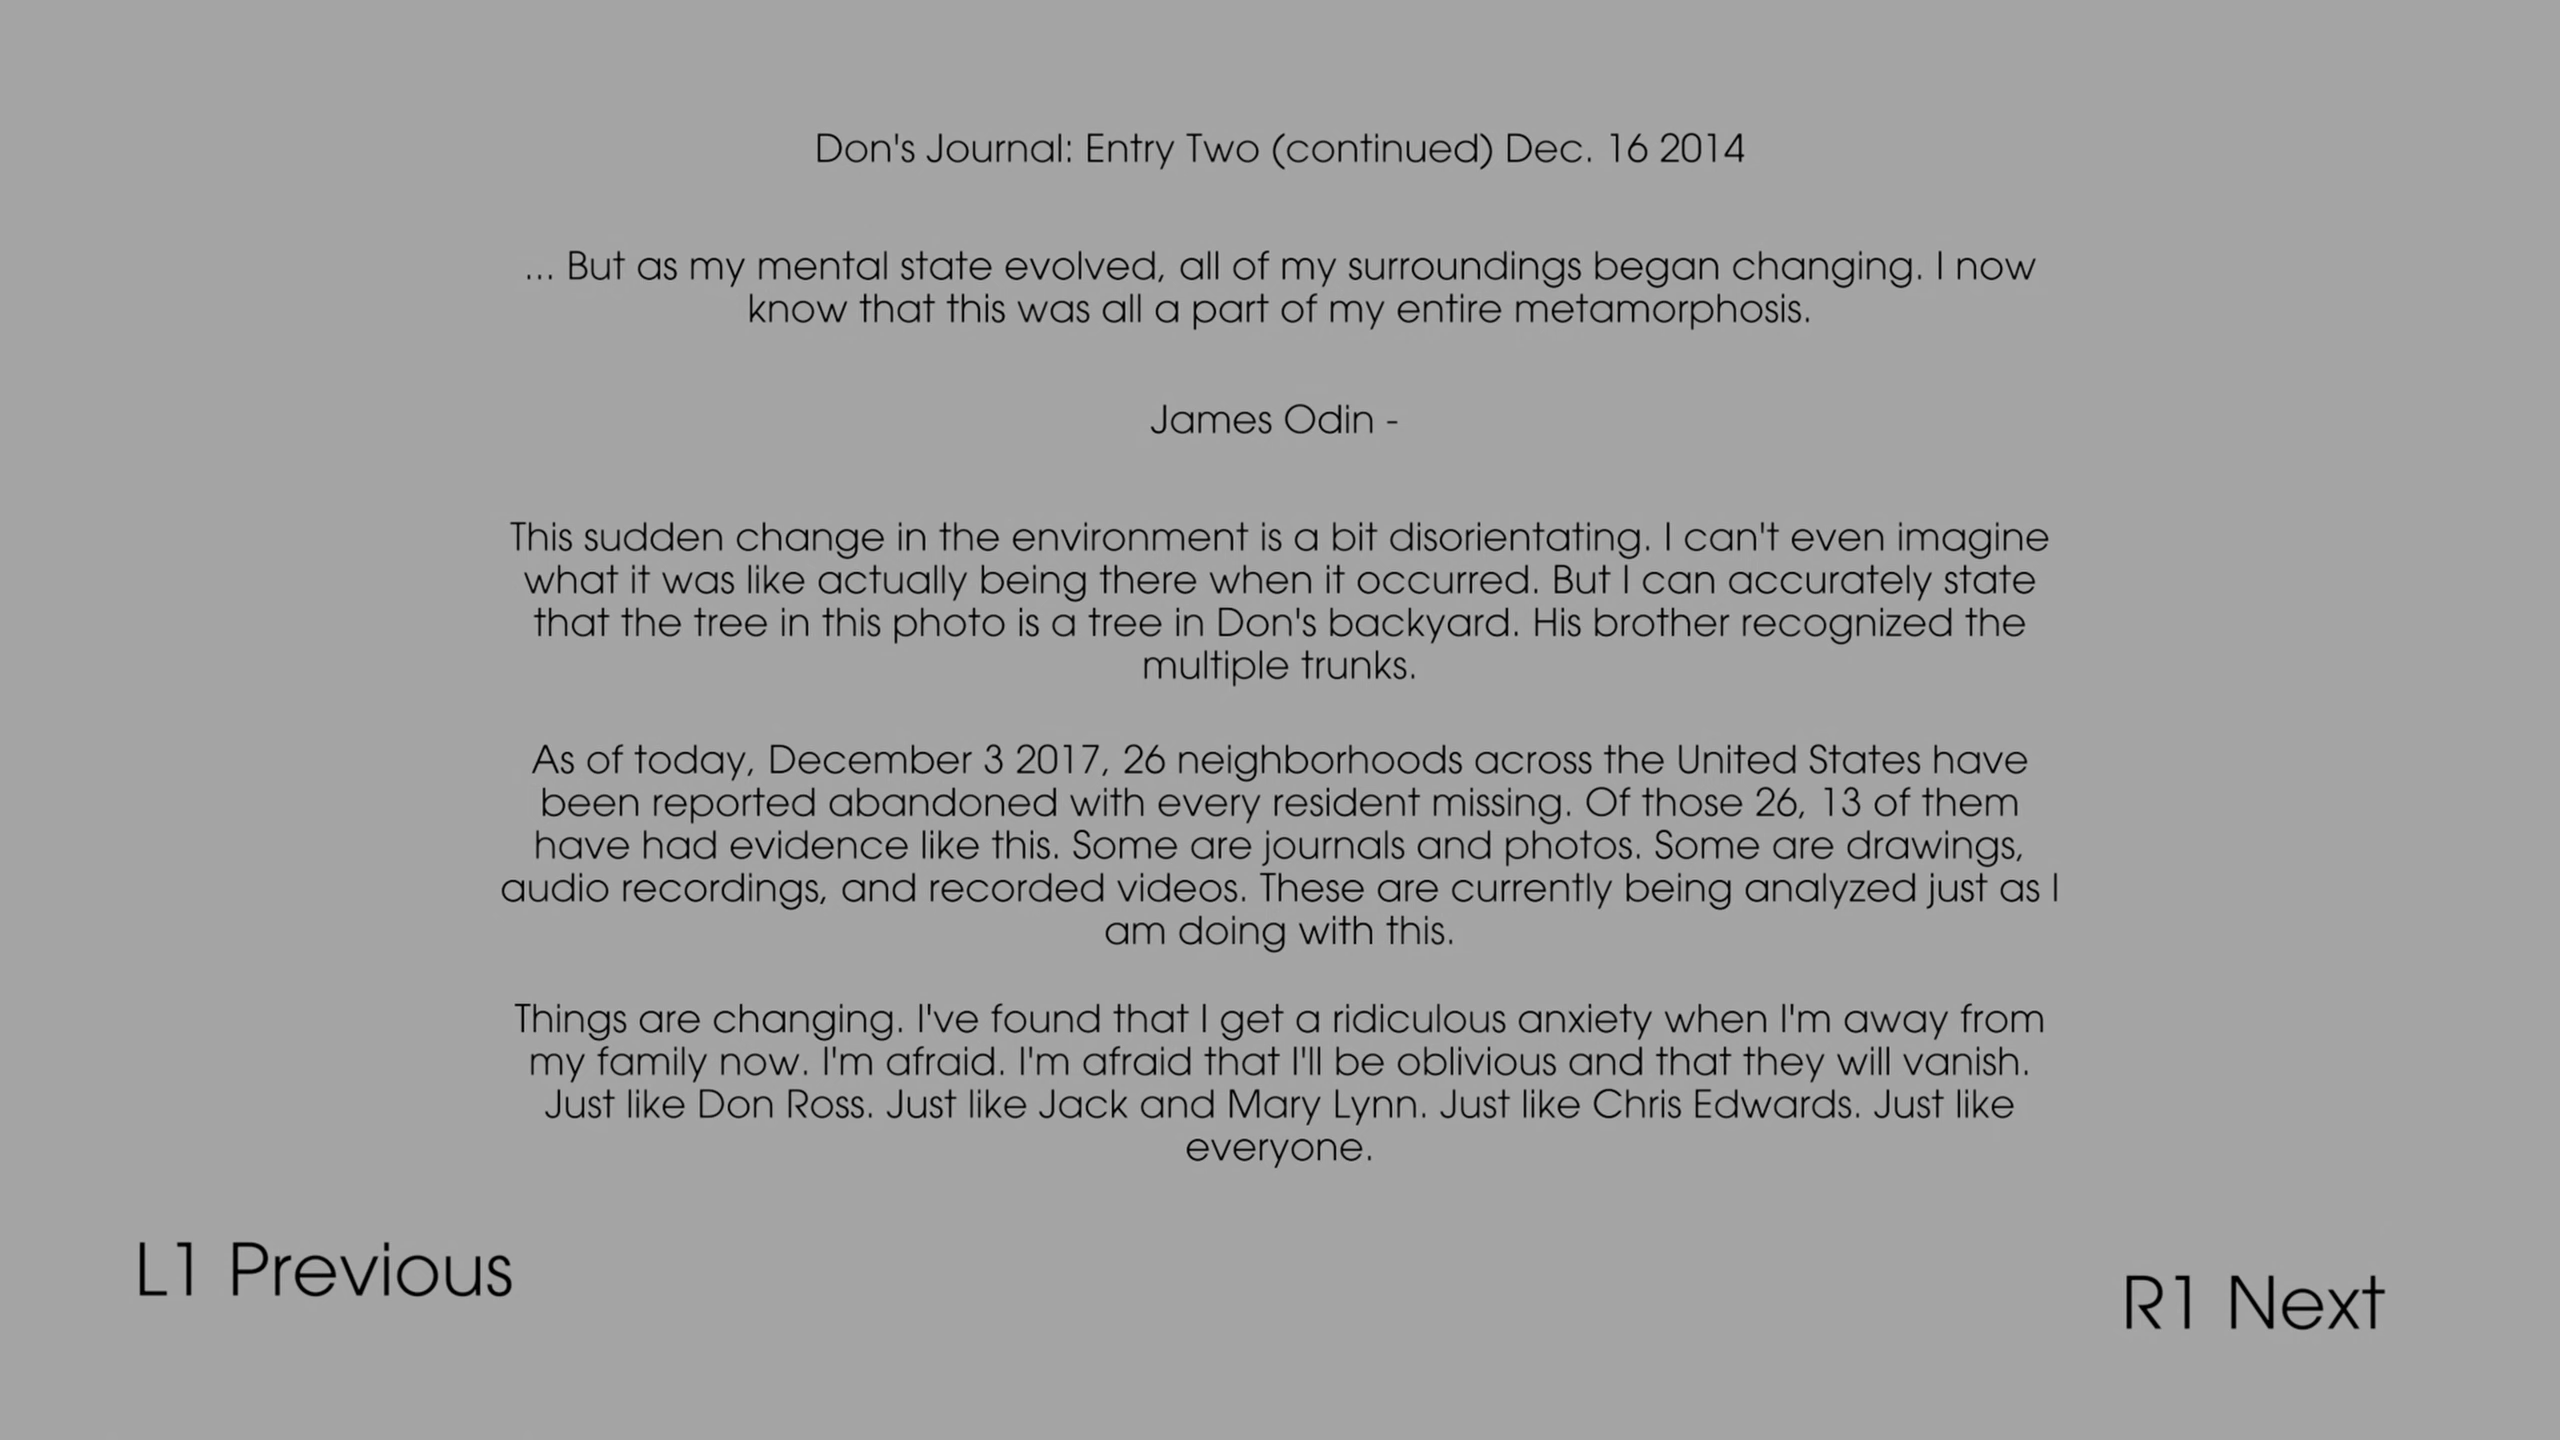 Don's Journal: Entry Two (continued) Dec. 16 2014
... But as my mental state evolved, all of my surroundings began changing. I now
know that this was all a part of my entire metamorphosis.
James Odin -
This sudden change in the environment is a bit disorientating. I can't even imagine
what it was like actually being there when it occurred. But I can accurately state
that the tree in this photo is a tree in Don's backyard. His brother recognized the
multiple trunks.
As of today, December 3 2017, 26 neighborhoods across the United States have
been reported abandoned with every resident missing. Of those 26, 13 of them
have had evidence like this. Some are journals and photos. Some are drawings,
audio recordings, and recorded videos. These are currently being analyzed just as I
am doing with this.
Things are changing. I've found that I get a ridiculous anxiety when I'm away from
my family now. I'm afraid. I'm afraid that I'll be oblivious and that they will vanish.
Just like Don Ross. Just like Jack and Mary Lynn. Just like Chris Edwards. Just like
everyone.
L1 Previous
R1 Next